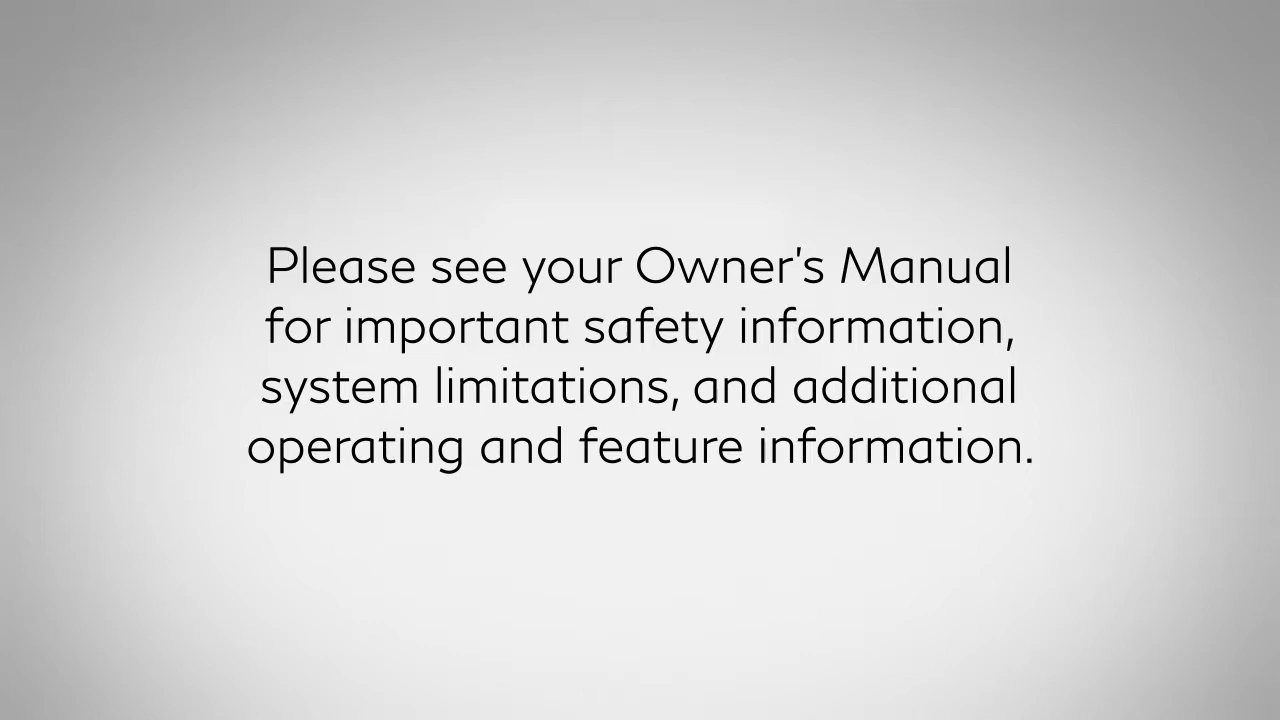 Please see your Owner's Manual
for important safety information,
system limitations, and additional
operating and feature information.